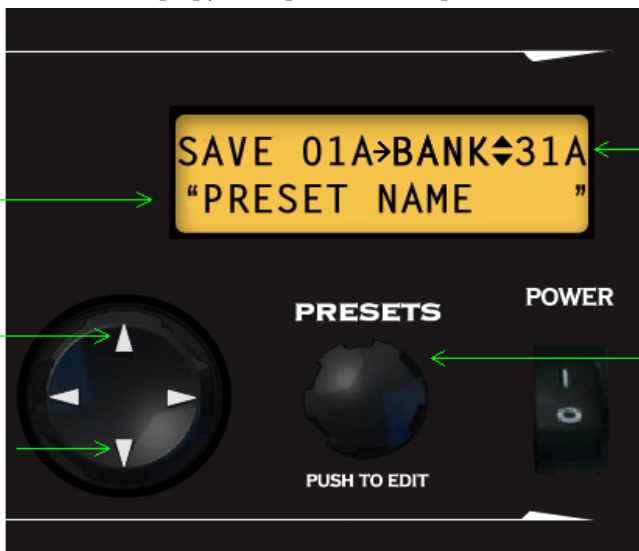 SAVE 01A→BANK♦31A
“PRESET NAME ”
PRESETS
POWER
I
O
PUSH TO EDIT